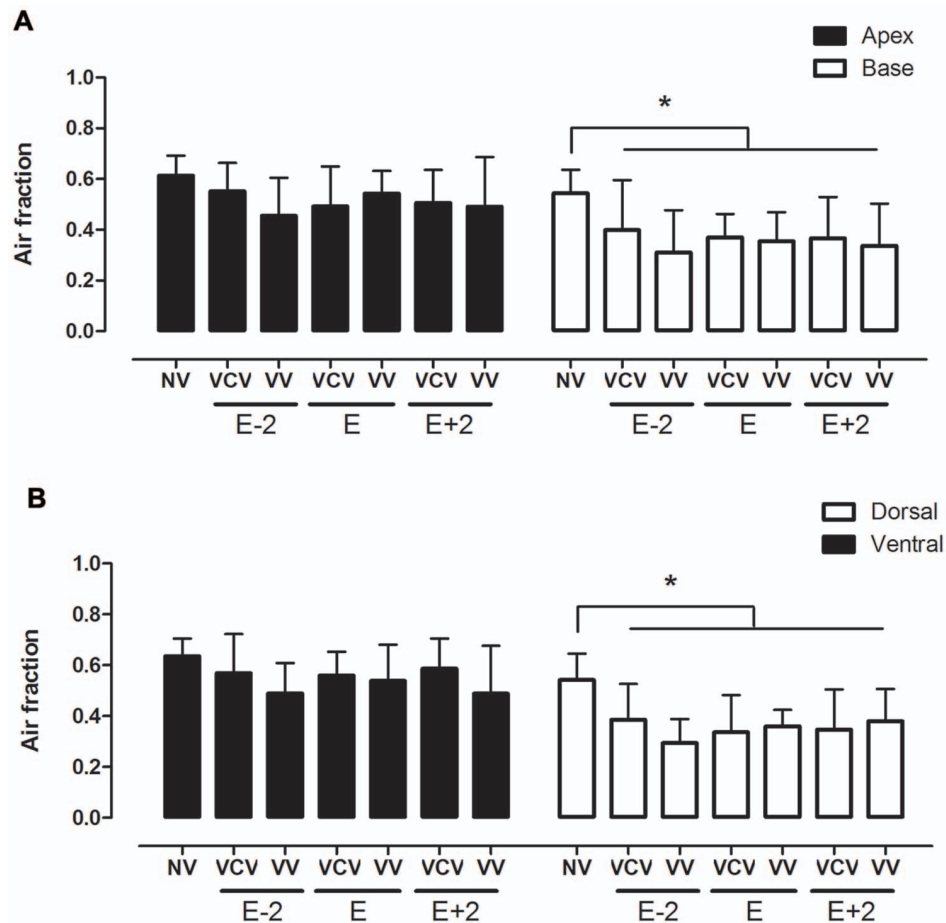 A
Apex
Base
*
1.0
0.8
0.6
0.4
0.2
0.0
Air fraction
NV VCV VV VCV VV VCV VV NV VCV VV VCV VV VCV VV
E-2 E E+2 E-2 E E+2
B
Dorsal
Ventral
*
1.0
0.8
0.6
0.4
0.2
0.0
Air fraction
NV VCV VV VCV VV VCV VV NV VCV VV VCV VV VCV VV
E-2 E E+2 E-2 E E+2